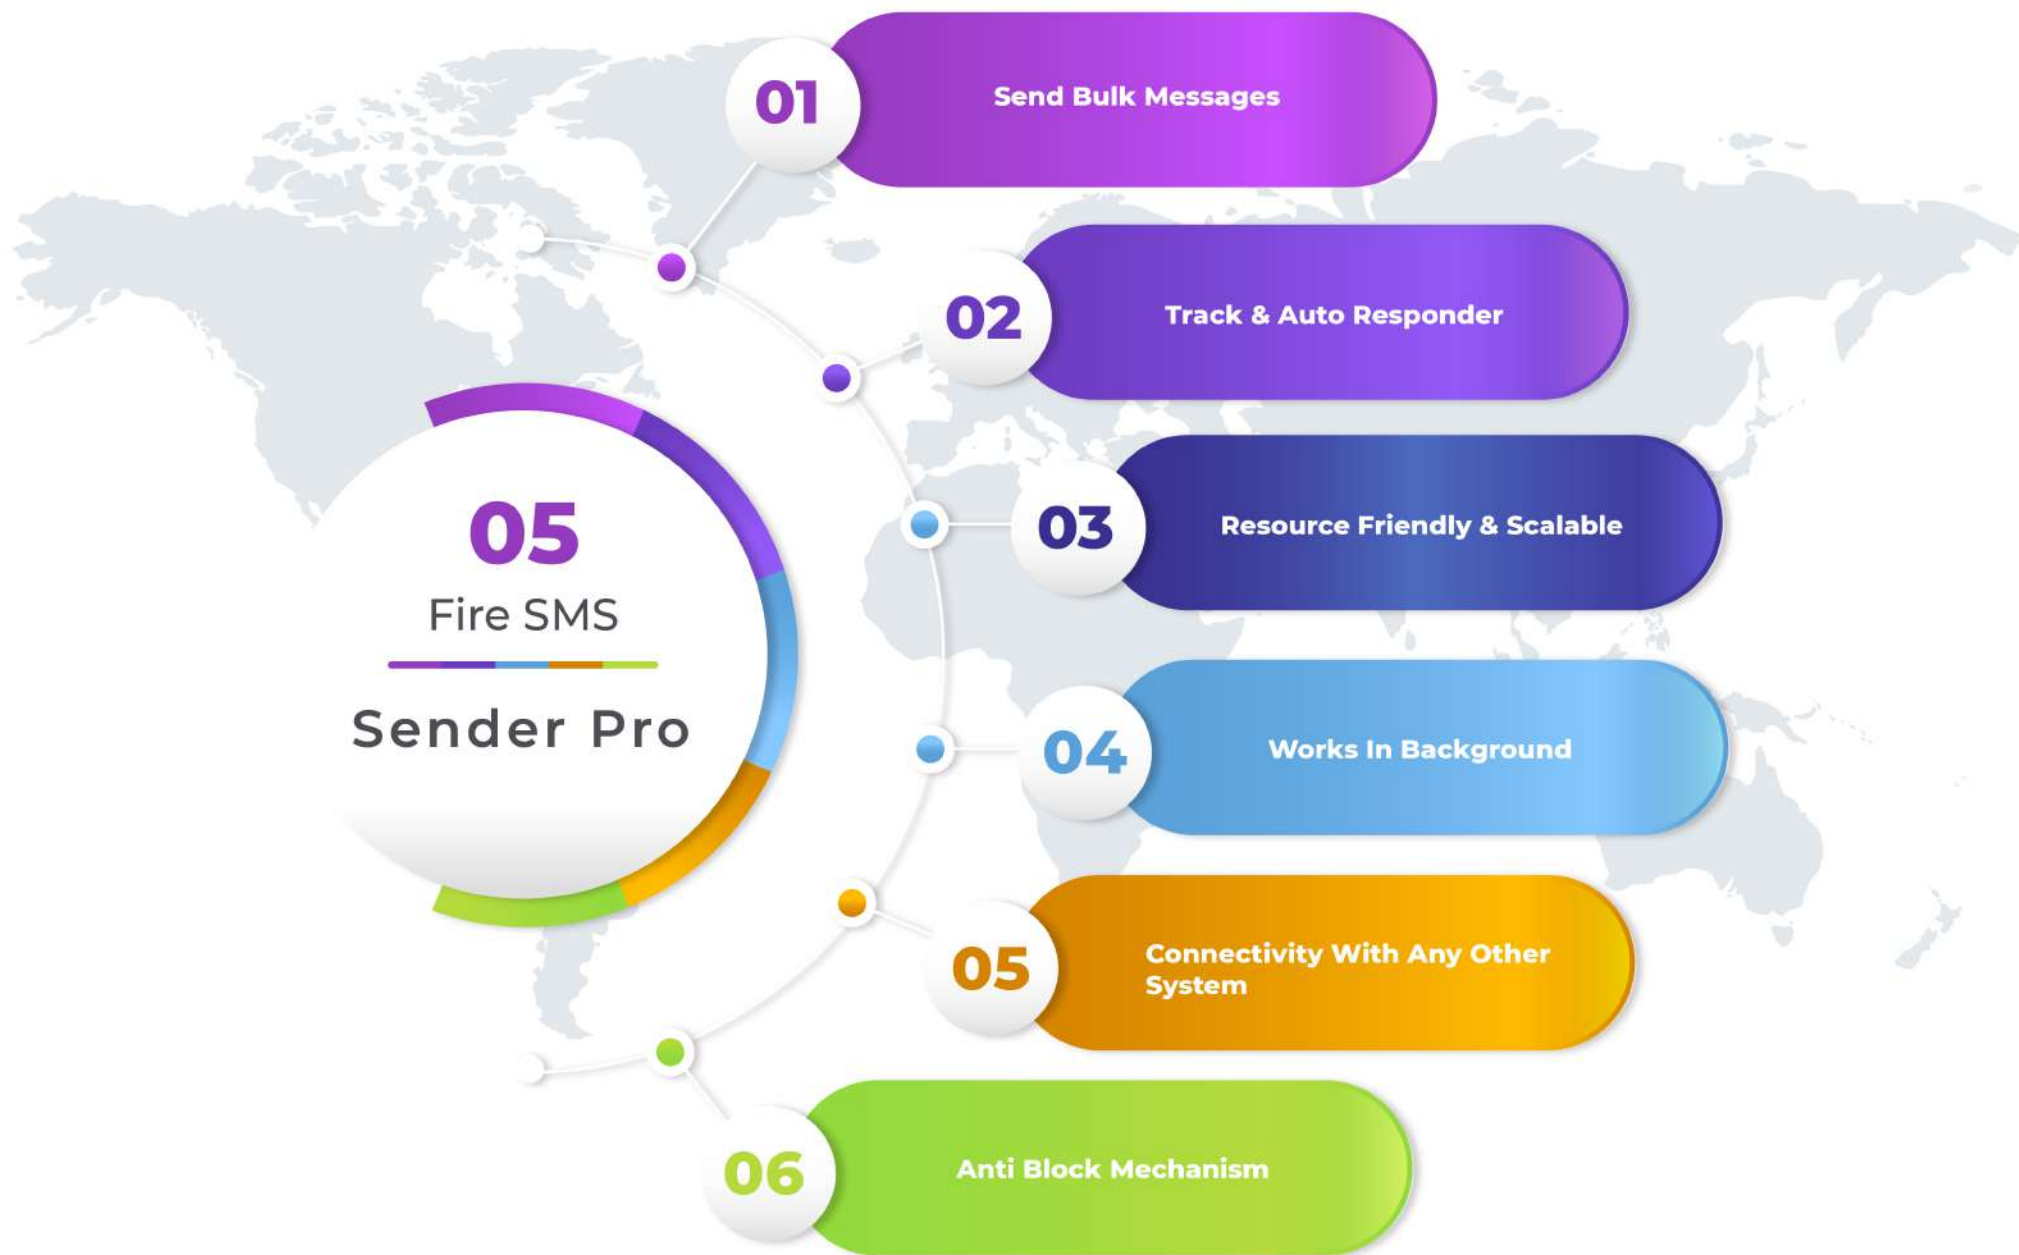 01
Send Bulk Messages
02
Track & Auto Responder
03
Resource Friendly & Scalable
05
Fire SMS
Sender Pro
04
Works In Background
05
Connectivity With Any Other
System
06
Anti Block Mechanism